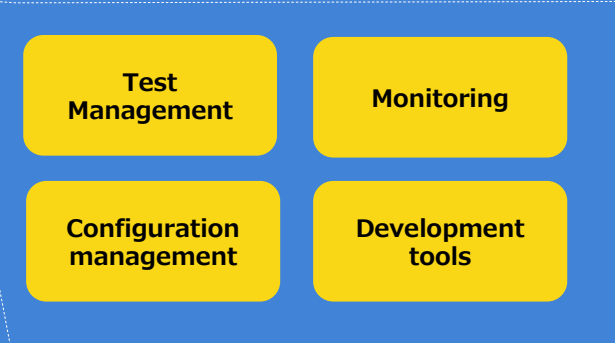 Test
Management
Monitoring
Configuration
management
Development
tools